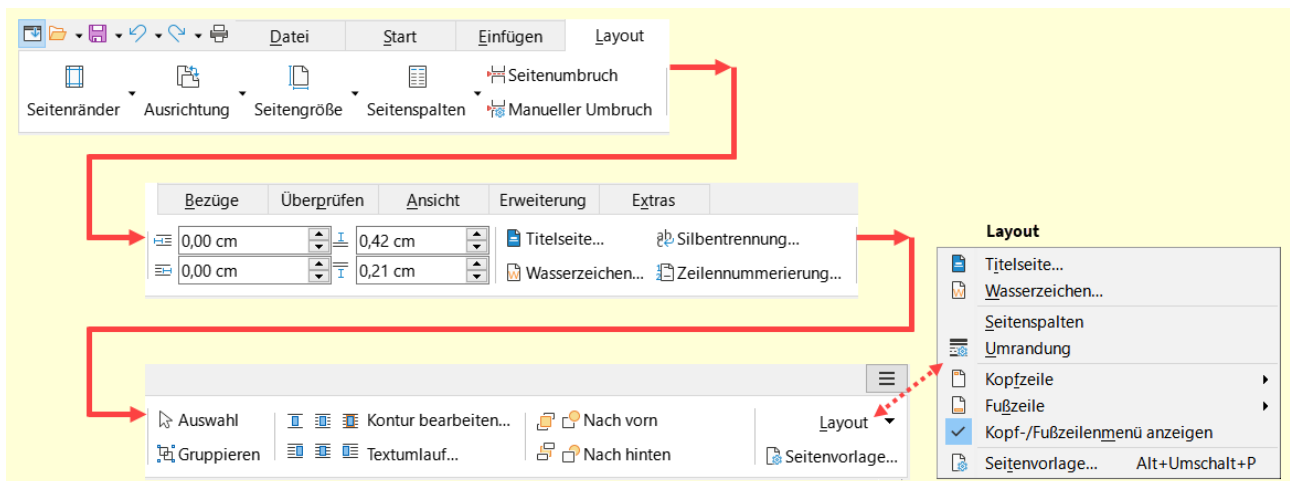 Datei Start Einfügen Layout
Seitenumbruch
Seitenränder Ausrichtung Seitengröße Seitenspalten Manueller Umbruch
Bezüge Überprüfen Ansicht Erweiterung Extras
0,00 cm 0,42 cm Titelseite... Silbentrennung...
0,00 cm 0,21 cm Wasserzeichen... Zeilennummerierung...
Auswahl Kontur bearbeiten... Nach vorn Layout
Gruppieren Textumlauf... Nach hinten Seitenvorlage...
Layout
Titelseite...
Wasserzeichen...
Seitenspalten
Umrandung
Kopfzeile
Fußzeile
Kopf-/Fußzeilenmenü anzeigen
Seitenvorlage... Alt+Umschalt+P